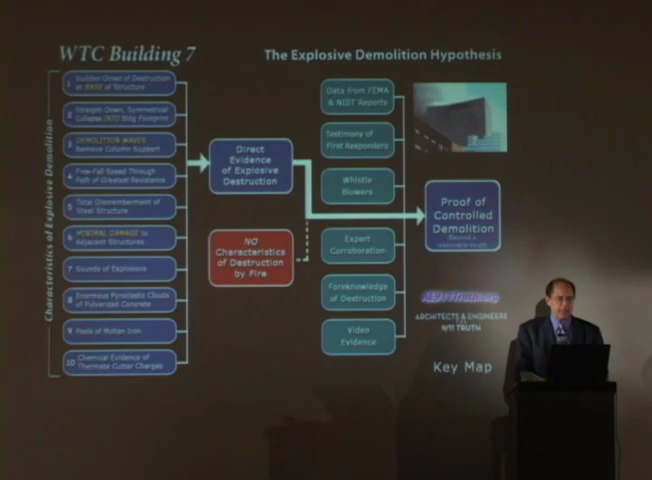 WTC Building 7
The Explosive Demolition Hypothesis
Characteristics of Explosive Demolition
1 Sudden Onset of Destruction
at BASE of Structure
2 Straight-Down, Symmetrical
Collapse INTO Bldg Footprint
3 DEMOLITION WAVES
Remove Column Support
4 Free-Fall Speed Through
Path of Greatest Resistance
5 Total Dismemberment of
Steel Structure
6 MINIMAL DAMAGE to
Adjacent Structures
7 Sounds of Explosions
8 Enormous Pyroclastic Clouds
of Pulverized Concrete
9 Pools of Molten Iron
10 Chemical Evidence of
Thermate Cutter Charges
Direct
Evidence
of Explosive
Destruction
NO
Characteristics
of Destruction
by Fire
Data from FEMA
& NIST Reports
Testimony of
First Responders
Whistle
Blowers
Expert
Corroboration
Foreknowledge
of Destruction
Video
Evidence
Proof of
Controlled
Demolition
Beyond a
reasonable doubt
AE911Truth.org
ARCHITECTS & ENGINEERS
9/11 TRUTH
Key Map